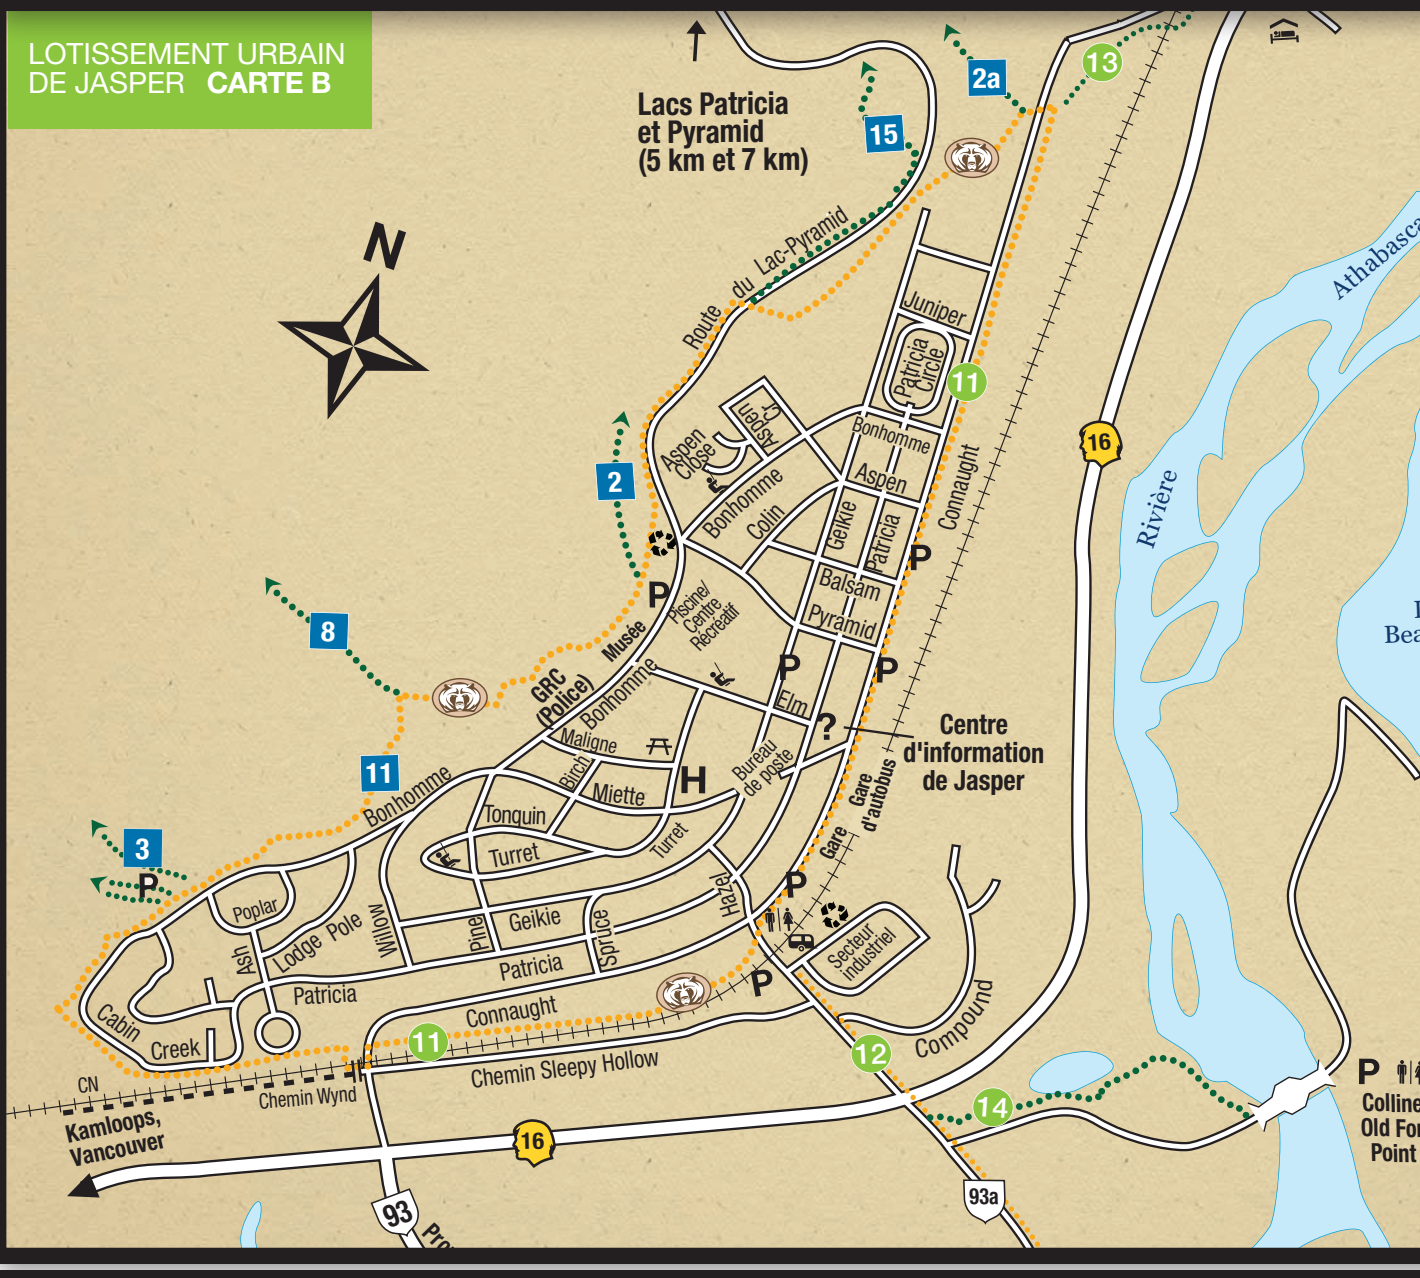 LOTISSEMENT URBAIN
DE JASPER CARTE B
Lacs Patricia
et Pyramid
(5 km et 7 km)
2a
13
15
N
Route du Lac-Pyramid
Athabasca
Juniper
Patricia
Circle
11
Aspen
Cr
Aspen
Close
Bonhomme
16
2
Bonhomme
Aspen
Connaught
Colin
Geikie
Patricia
Rivière
P
Balsam
P
Piscine/
Centre
Récréatif
Pyramid
8
Musée
Bea
P
P
GRC
(Police)
Bonhomme
Elm
?
Centre
d'information
de Jasper
Maligne
Birch
H
Bureau
de poste
11
Bonhomme
Miette
Gare
d'autobus
Gare
Tonquin
Turret
Turret
3
P
P
Hazel
Poplar
Ash
Lodge Pole
Willow
Pine
Geikie
Spruce
Secteur
industriel
Patricia
Patricia
P
Connaught
Cabin
Creek
11
Compound
12
Chemin Sleepy Hollow
CN
Chemin Wynd
14
P
Colline
Old For
Point
Kamloops,
Vancouver
16
93
93a
Pro